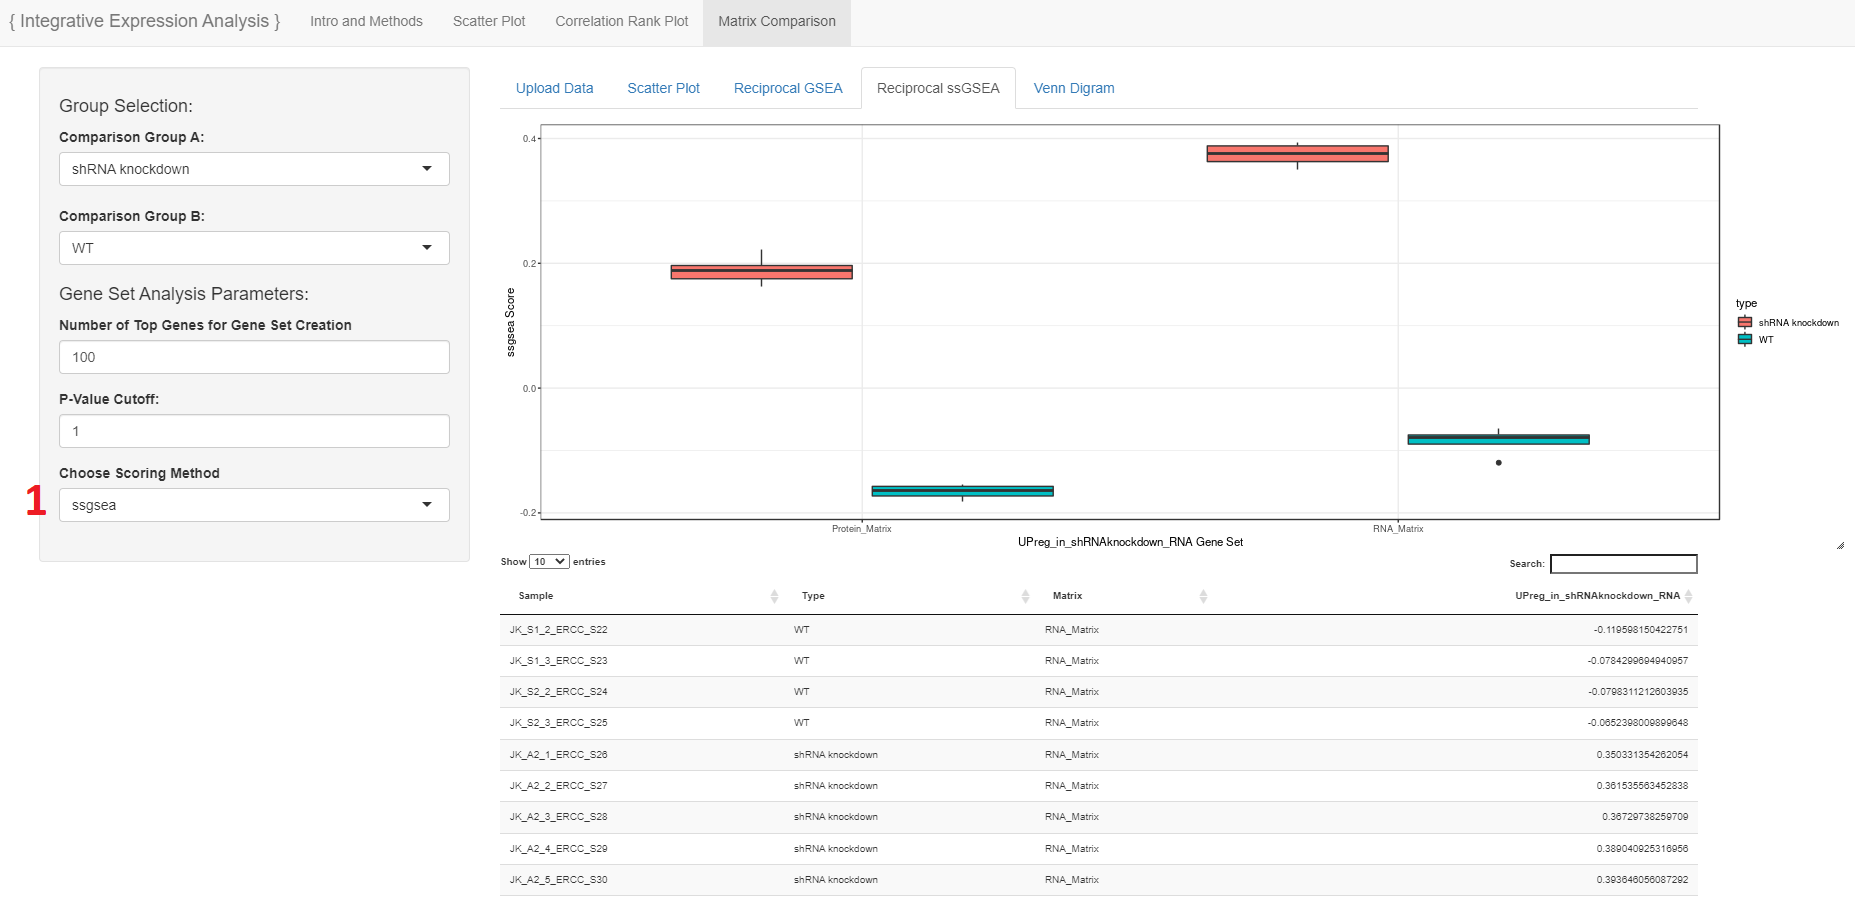 { Integrative Expression Analysis } Intro and Methods Scatter Plot Correlation Rank Plot Matrix Comparison
Group Selection:
Comparison Group A:
shRNA knockdown
Comparison Group B:
WT
Gene Set Analysis Parameters:
Number of Top Genes for Gene Set Creation
100
P-Value Cutoff:
1
Choose Scoring Method
1 ssgsea
Upload Data Scatter Plot Reciprocal GSEA Reciprocal ssGSEA Venn Digram
0.4
0.2
0.0
-0.2
ssgsea Score
Protein_Matrix RNA_Matrix
UPreg_in_shRNAknockdown_RNA Gene Set
type
shRNA knockdown
WT
Show 10 entries Search:
Sample Type Matrix UPreg_in_shRNAknockdown_RNA
JK_S1_2_ERCC_S22 WT RNA_Matrix -0.119598150422751
JK_S1_3_ERCC_S23 WT RNA_Matrix -0.0784299694940957
JK_S2_2_ERCC_S24 WT RNA_Matrix -0.0798311212603935
JK_S2_3_ERCC_S25 WT RNA_Matrix -0.0652398009899648
JK_A2_1_ERCC_S26 shRNA knockdown RNA_Matrix 0.350331354262054
JK_A2_2_ERCC_S27 shRNA knockdown RNA_Matrix 0.361535563452838
JK_A2_3_ERCC_S28 shRNA knockdown RNA_Matrix 0.36729738259709
JK_A2_4_ERCC_S29 shRNA knockdown RNA_Matrix 0.389040925316956
JK_A2_5_ERCC_S30 shRNA knockdown RNA_Matrix 0.393646056087292